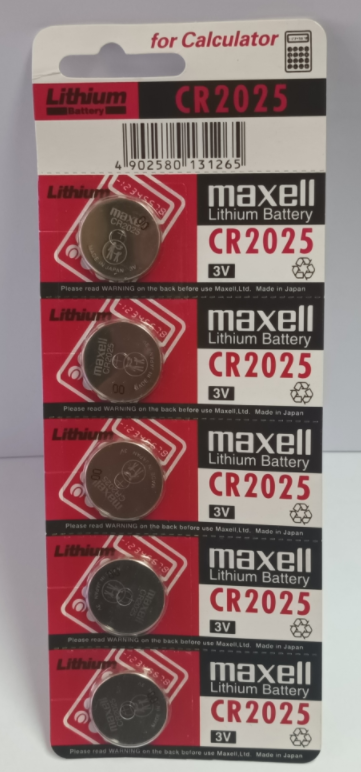 for Calculator
Lithium
Battery
CR2025
4 902580 131265
Lithium
maxell
Lithium Battery
CR2025
3V
maxell
CR2025
Please read WARNING on the back before use Maxell,Ltd. Made in Japan
Lithium
maxell
Lithium Battery
CR2025
3V
maxell
CR2025
Please read WARNING on the back before use Maxell,Ltd. Made in Japan
Lithium
maxell
Lithium Battery
CR2025
3V
Please read WARNING on the back before use Maxell,Ltd. Made in Japan
Lithium
maxell
Lithium Battery
CR2025
3V
Please read WARNING on the back before use Maxell,Ltd. Made in Japan
Lithium
maxell
Lithium Battery
CR2025
3V
Please read WARNING on the back before use Maxell,Ltd. Made in Japan